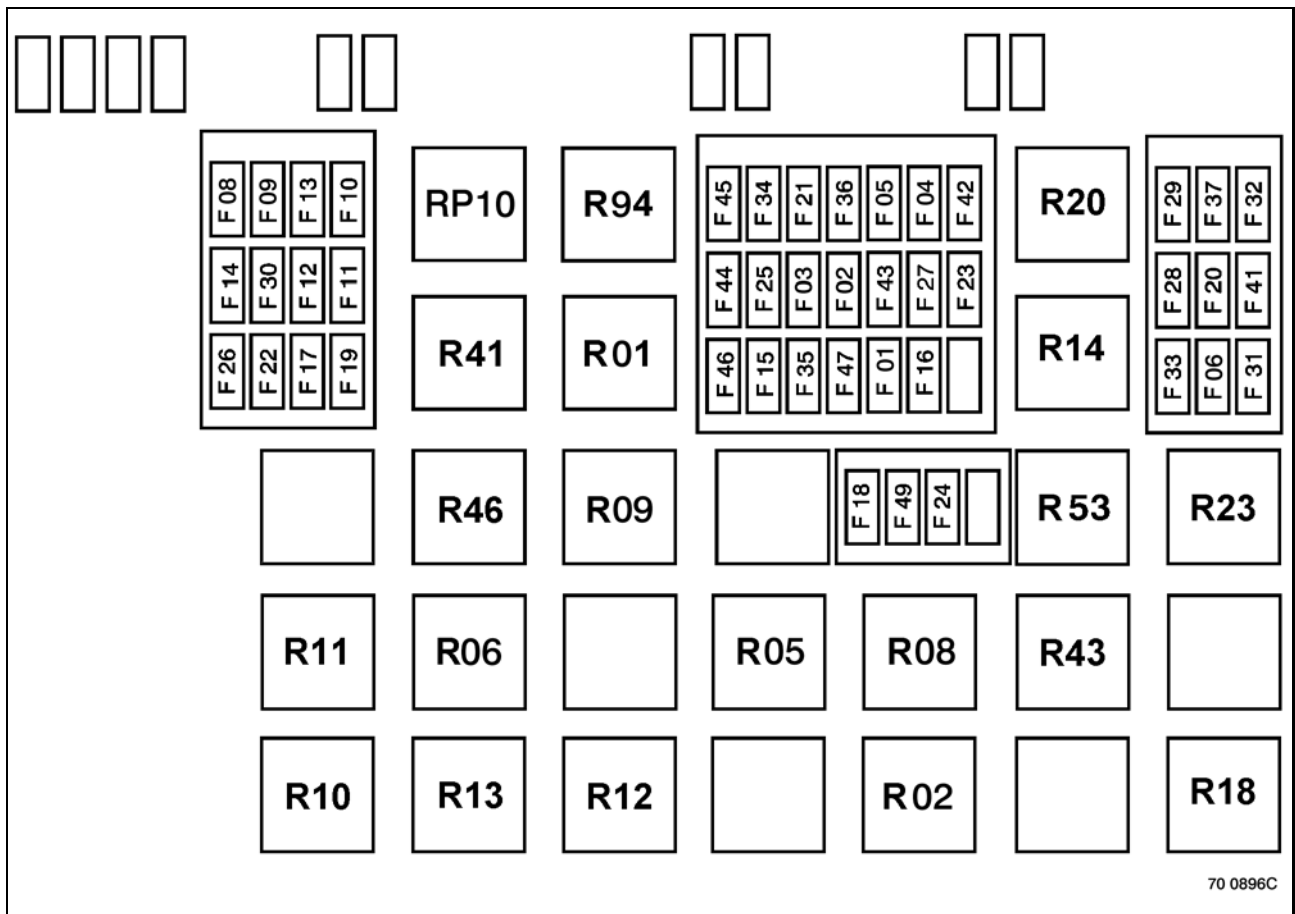 F 08 F 09 F 13 F 10
F 14 F 30 F 12 F 11
F 26 F 22 F 17 F 19
RP10 R94
R41 R01
F 45 F 34 F 21 F 36 F 05 F 04 F 42
F 44 F 25 F 03 F 02 F 43 F 27 F 23
F 46 F 15 F 35 F 47 F 01 F 16
R20
R14
F 29 F 37 F 32
F 28 F 20 F 41
F 33 F 06 F 31
R46 R09 F 18 F 49 F 24 R 53 R23
R11 R06 R05 R08 R43
R10 R13 R12 R 02 R18
70 0896C